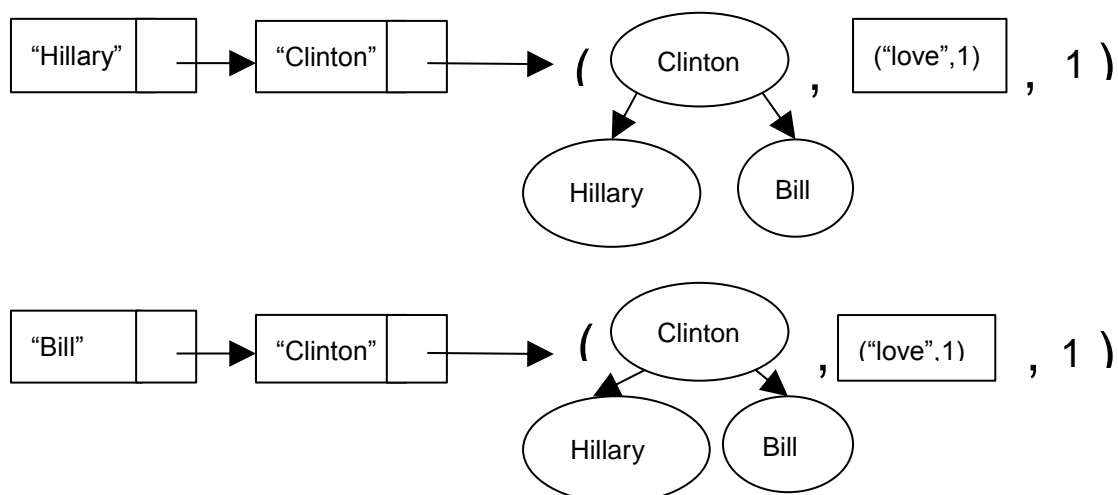 “Hillary” “Clinton” ( Clinton , (“love”,1) , 1 )
Hillary Bill
“Bill” “Clinton” ( Clinton , (“love”,1) , 1 )
Hillary Bill